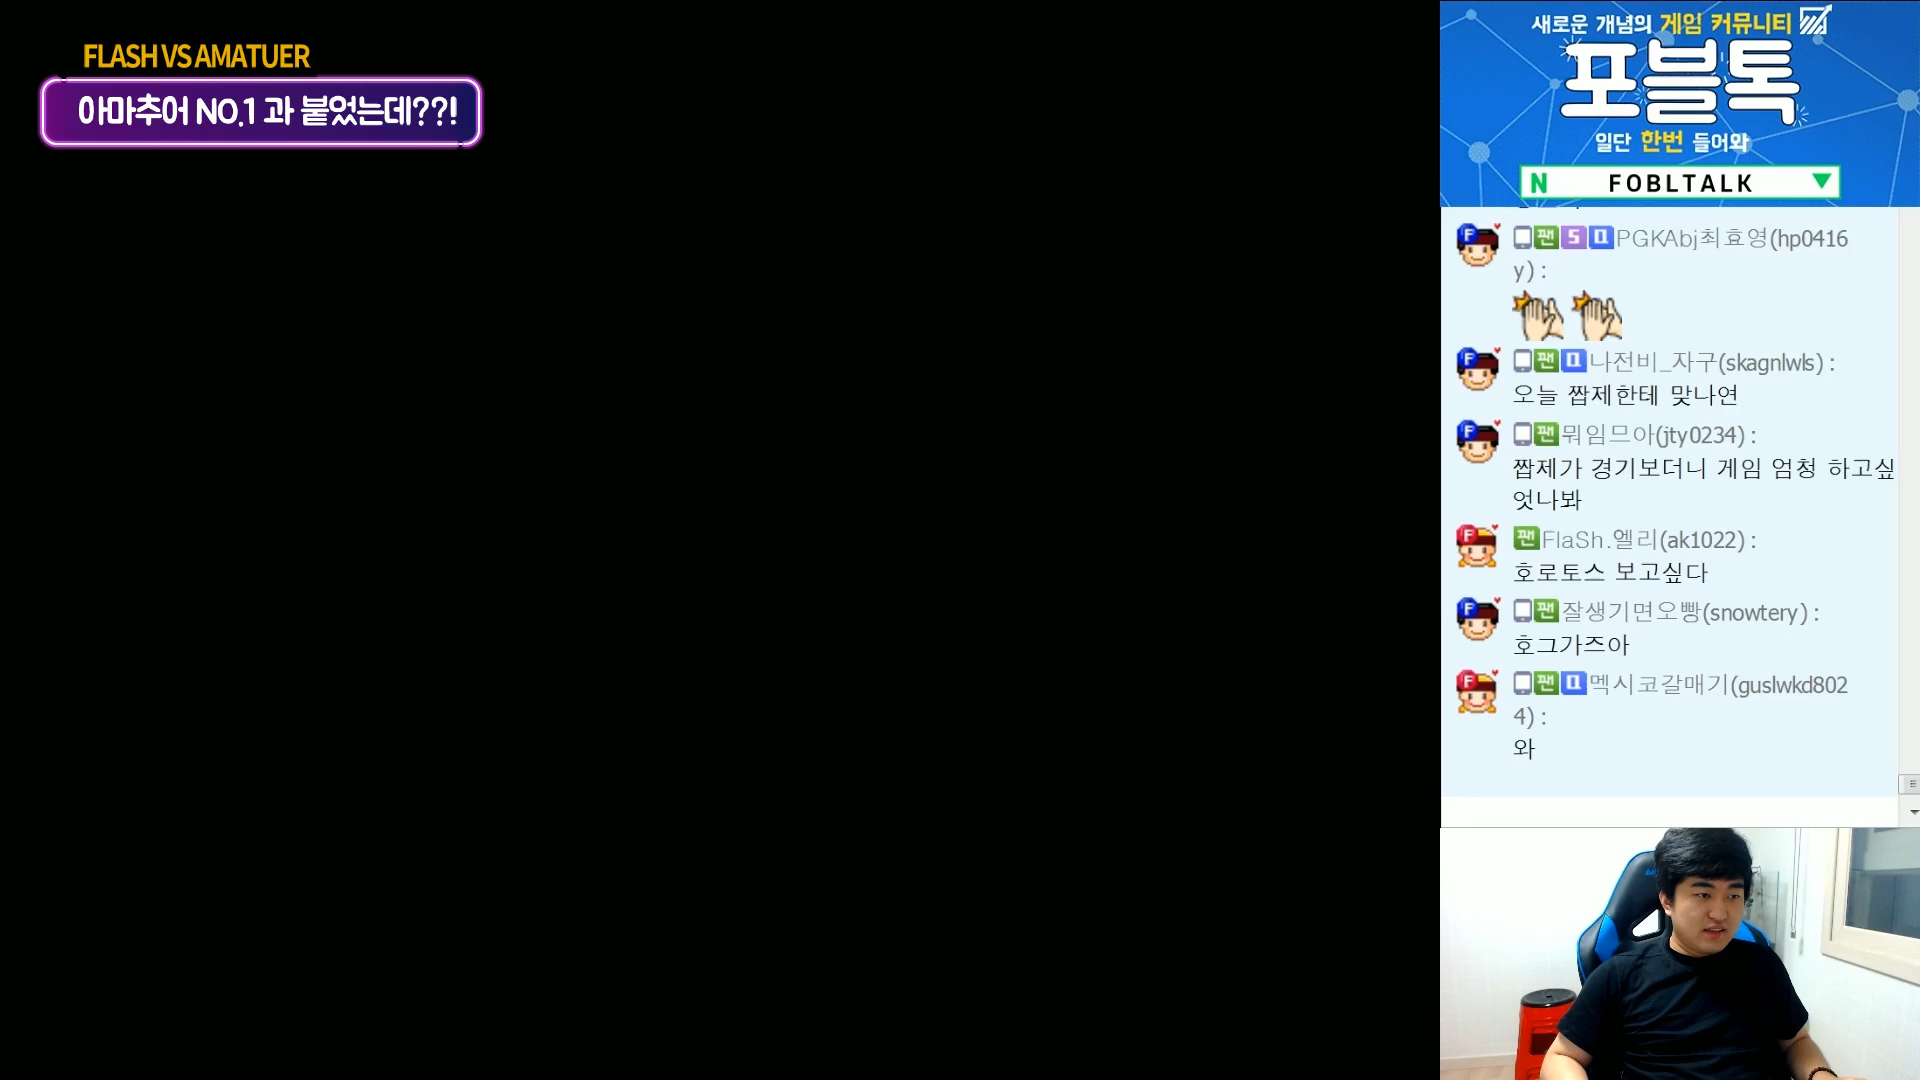 FLASH VS AMATUER
아마추어 NO.1 과 붙었는데??!
새로운 개념의 게임 커뮤니티
포블톡
일단 한번 들어와
N FOBLTALK
팬 S PGKAbj최효영(hp0416
y) :
팬 나전비_자구(skagnlwls) :
오늘 짭제한테 맞나연
팬 뭐임므아(jty0234) :
짭제가 경기보더니 게임 엄청 하고싶
엇나봐
팬 FlaSh.엘리(ak1022) :
호로토스 보고싶다
팬 잘생기면오빵(snowtery) :
호그가즈아
팬 멕시코갈매기(guslwkd802
4) :
와